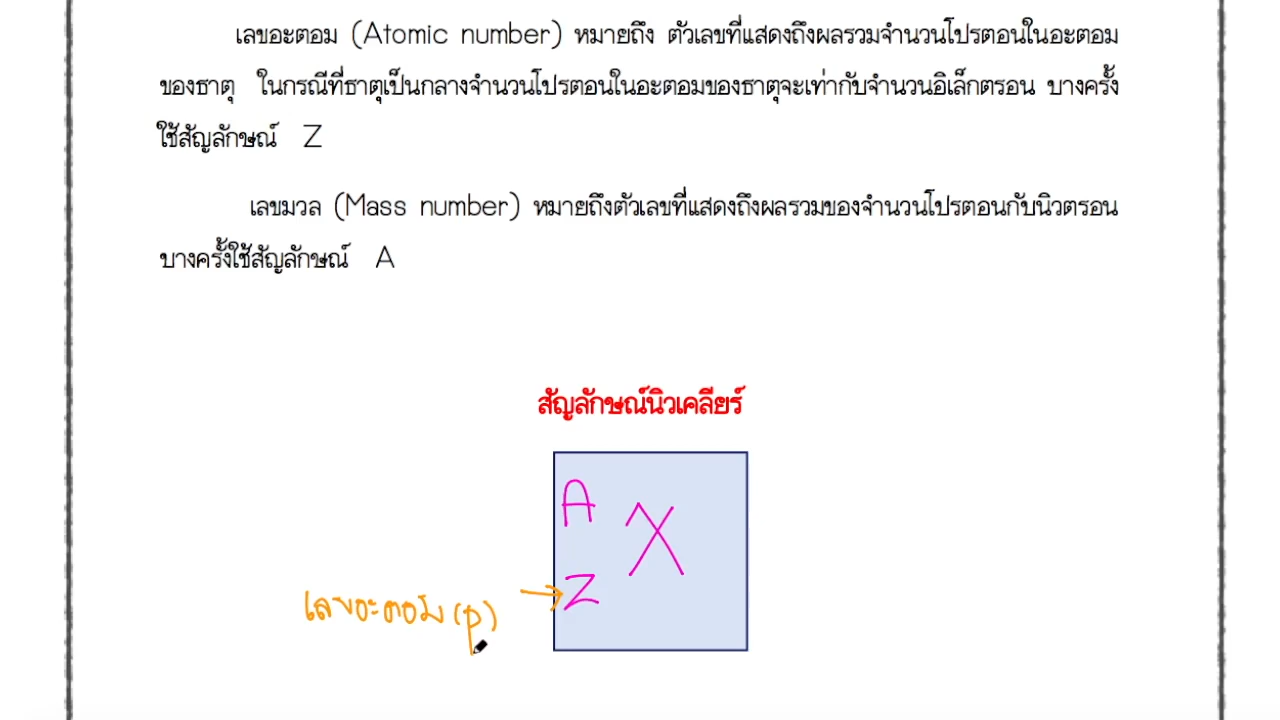 เลขอะตอม (Atomic number) หมายถึง ตัวเลขที่แสดงถึงผลรวมจำนวนโปรตอนในอะตอม
ของธาตุ ในกรณีที่ธาตุเป็นกลางจำนวนโปรตอนในอะตอมของธาตุจะเท่ากับจำนวนอิเล็กตรอน บางครั้ง
ใช้สัญลักษณ์ Z
เลขมวล (Mass number) หมายถึงตัวเลขที่แสดงถึงผลรวมของจำนวนโปรตอนกับนิวตรอน
บางครั้งใช้สัญลักษณ์ A
สัญลักษณ์นิวเคลียร์
A
X
เลขอะตอม (p) → Z